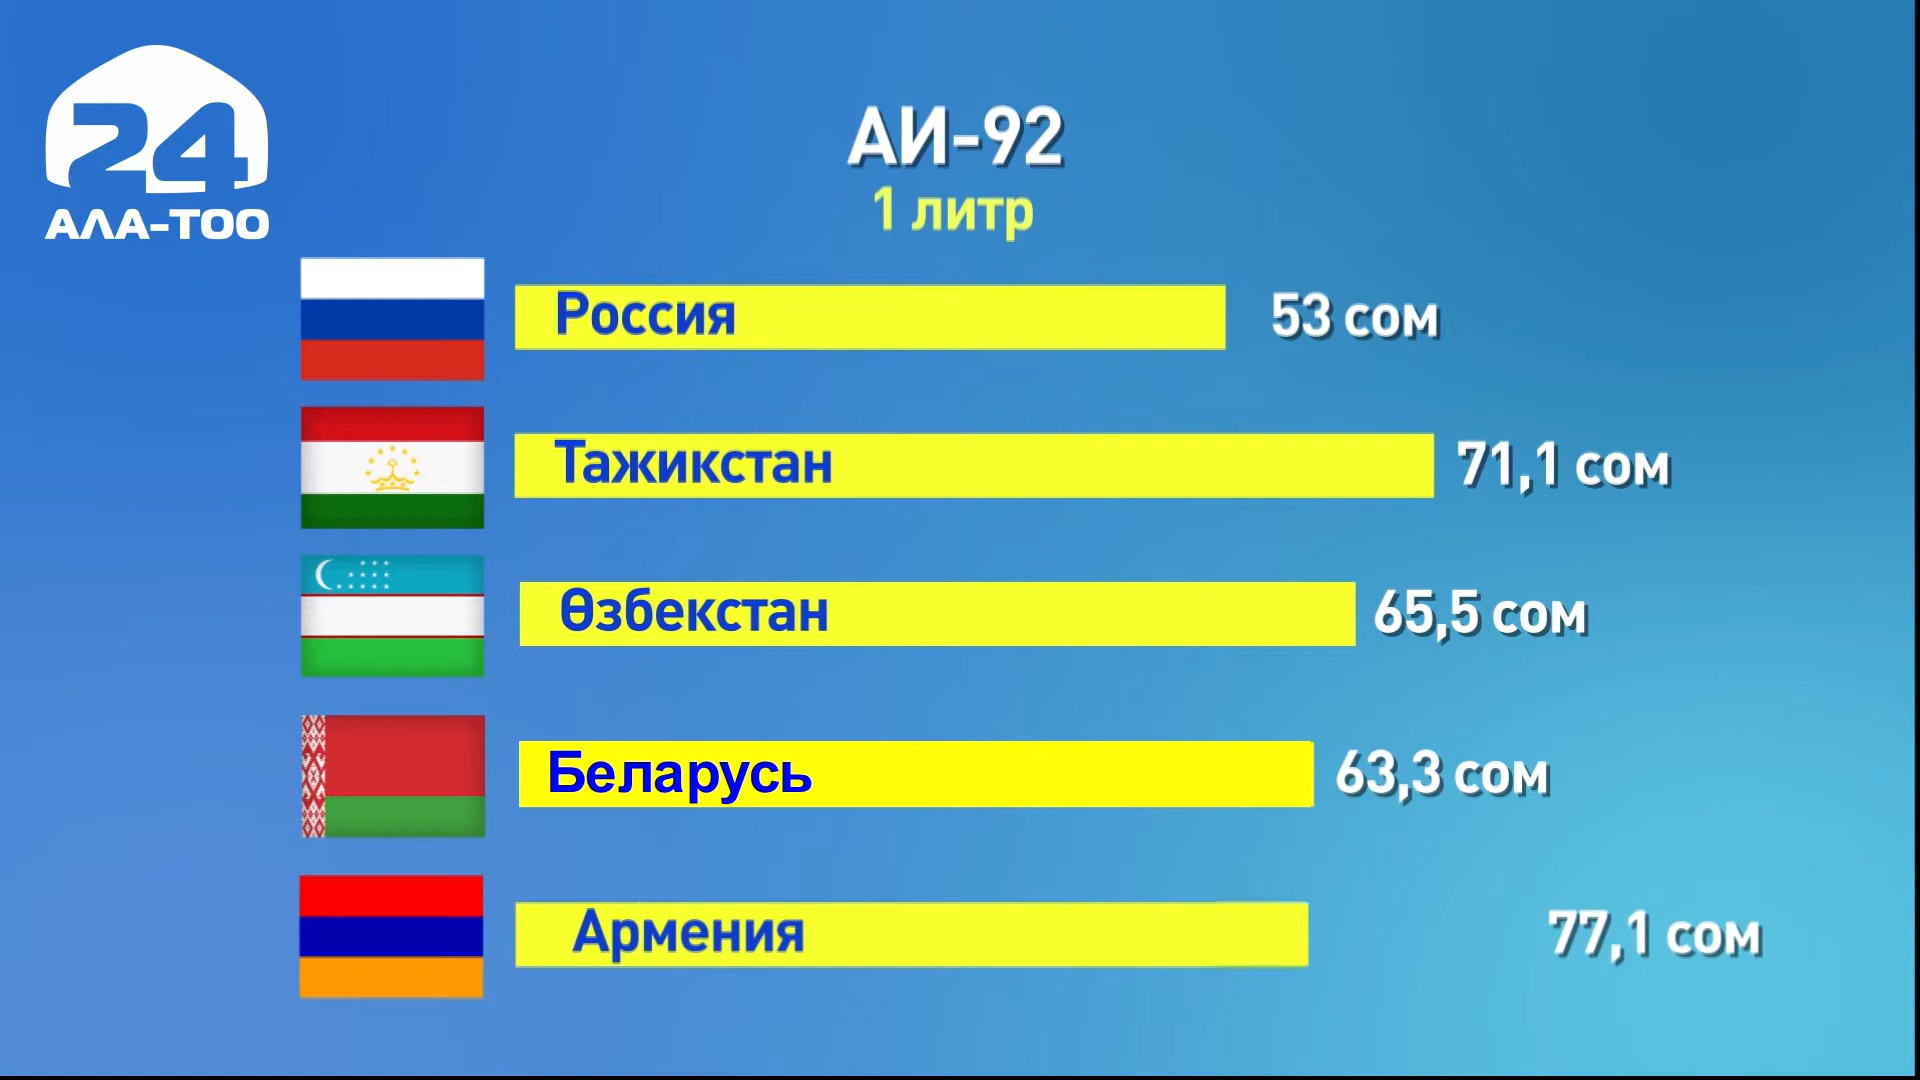 24
АЛА-ТОО
АИ-92
1 литр
Россия 53 сом
Тажикстан 71,1 сом
Өзбекстан 65,5 сом
Беларусь 63,3 сом
Армения 77,1 сом